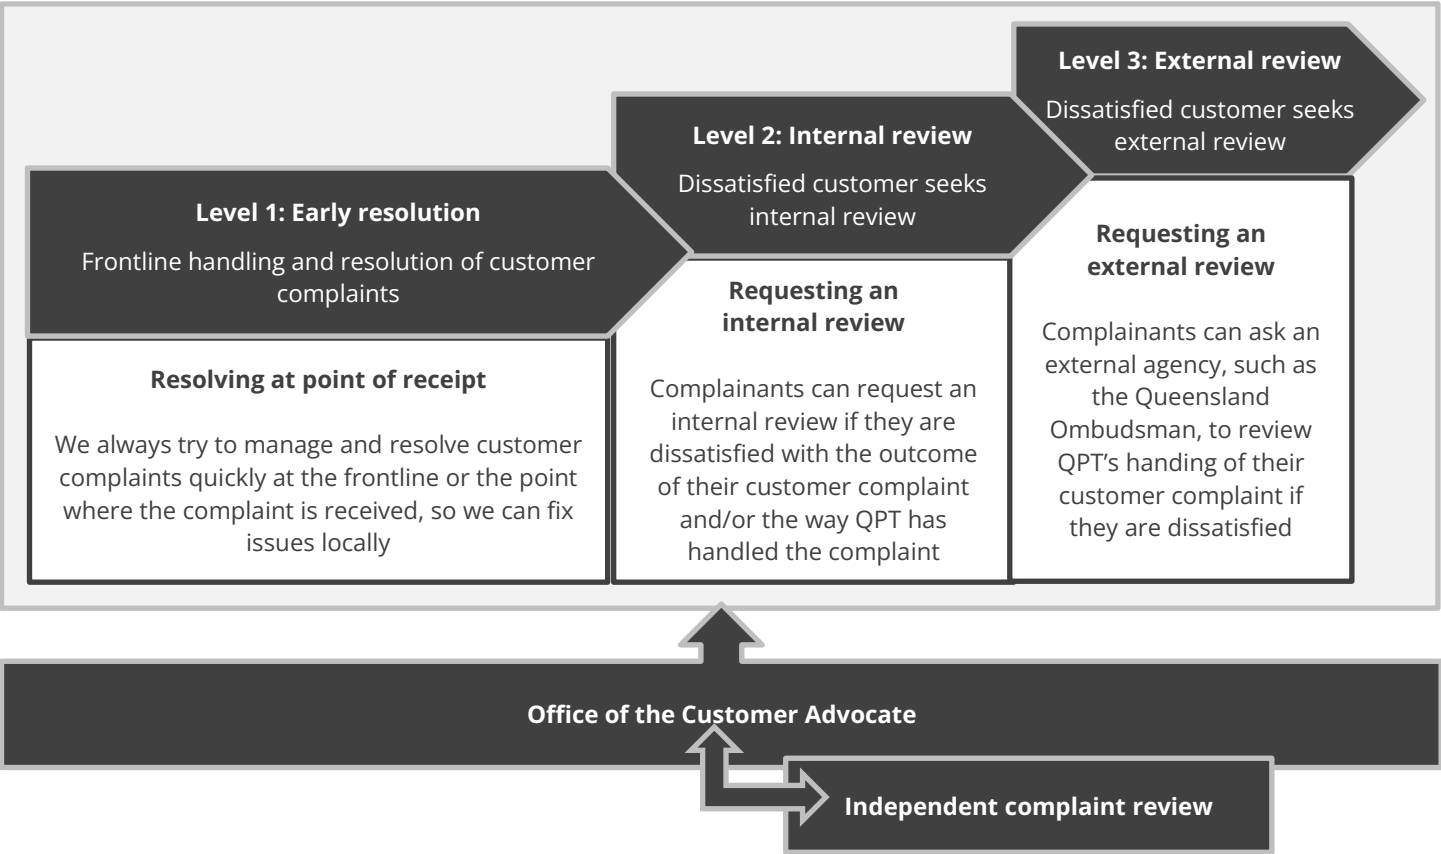 Level 1: Early resolution
Frontline handling and resolution of customer
complaints
Resolving at point of receipt
We always try to manage and resolve customer
complaints quickly at the frontline or the point
where the complaint is received, so we can fix
issues locally
Level 2: Internal review
Dissatisfied customer seeks
internal review
Requesting an
internal review
Complainants can request an
internal review if they are
dissatisfied with the outcome
of their customer complaint
and/or the way QPT has
handled the complaint
Level 3: External review
Dissatisfied customer seeks
external review
Requesting an
external review
Complainants can ask an
external agency, such as
the Queensland
Ombudsman, to review
QPT’s handing of their
customer complaint if
they are dissatisfied
Office of the Customer Advocate
Independent complaint review